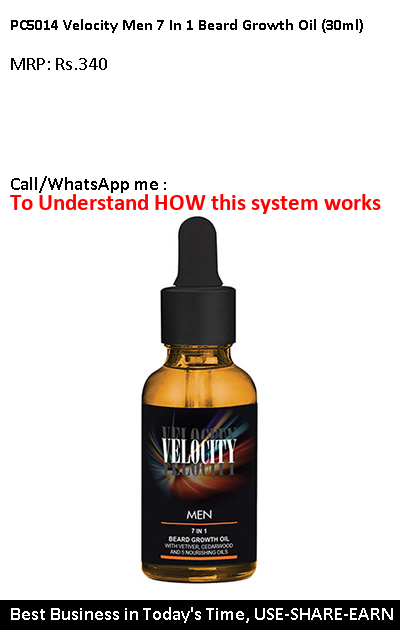 PC5014 Velocity Men 7 In 1 Beard Growth Oil (30ml)
MRP: Rs.340
Call/WhatsApp me :
To Understand HOW this system works
VELOCITY
VELOCITY
VELOCITY
MEN
7 IN 1
BEARD GROWTH OIL
WITH VETIVER, CEDARWOOD
AND 5 NOURISHING OILS
Best Business in Today's Time, USE-SHARE-EARN